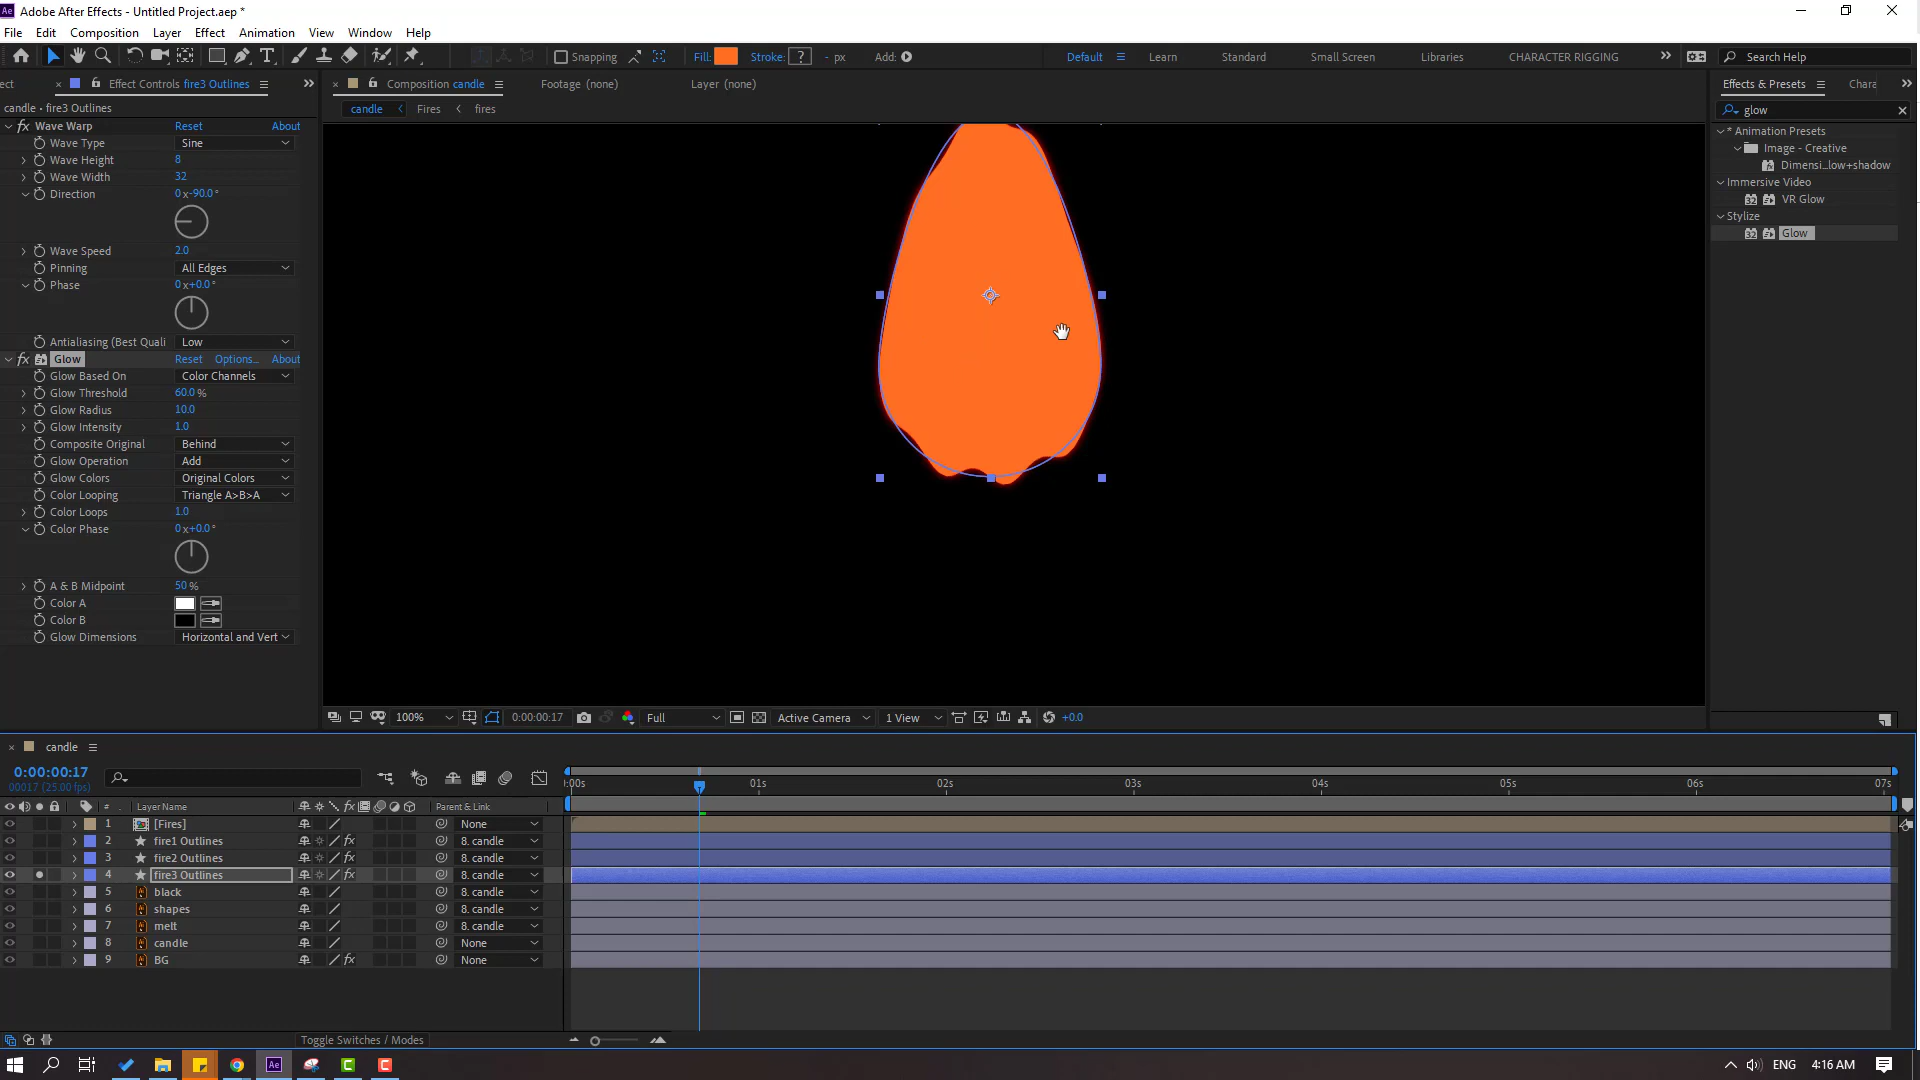 Adobe After Effects - Untitled Project.aep *
File Edit Composition Layer Effect Animation View Window Help
Snapping Fill: Stroke: ? - px Add: Default Learn Standard Small Screen Libraries CHARACTER RIGGING Search Help
ect Effect Controls fire3 Outlines
candle • fire3 Outlines
Wave Warp Reset About
Wave Type Sine
Wave Height 8
Wave Width 32
Direction 0x-90.0°
Wave Speed 2.0
Pinning All Edges
Phase 0x+0.0°
Antialiasing (Best Quali Low
Glow Reset Options... About
Glow Based On Color Channels
Glow Threshold 60.0 %
Glow Radius 10.0
Glow Intensity 1.0
Composite Original Behind
Glow Operation Add
Glow Colors Original Colors
Color Looping Triangle A>B>A
Color Loops 1.0
Color Phase 0x+0.0°
A & B Midpoint 50 %
Color A
Color B
Glow Dimensions Horizontal and Vert
Composition candle Footage (none) Layer (none)
candle Fires fires
100% 0:00:00:17 Full Active Camera 1 View +0.0
Effects & Presets Chara
glow
* Animation Presets
Image - Creative
Dimensi...low+shadow
Immersive Video
VR Glow
Stylize
Glow
candle
0:00:00:17
00017 (25.00 fps)
:00s 01s 02s 03s 04s 05s 06s 07s
# Layer Name Parent & Link
1 [Fires] None
2 fire1 Outlines 8. candle
3 fire2 Outlines 8. candle
4 fire3 Outlines 8. candle
5 black 8. candle
6 shapes 8. candle
7 melt 8. candle
8 candle None
9 BG None
Toggle Switches / Modes
ENG 4:16 AM